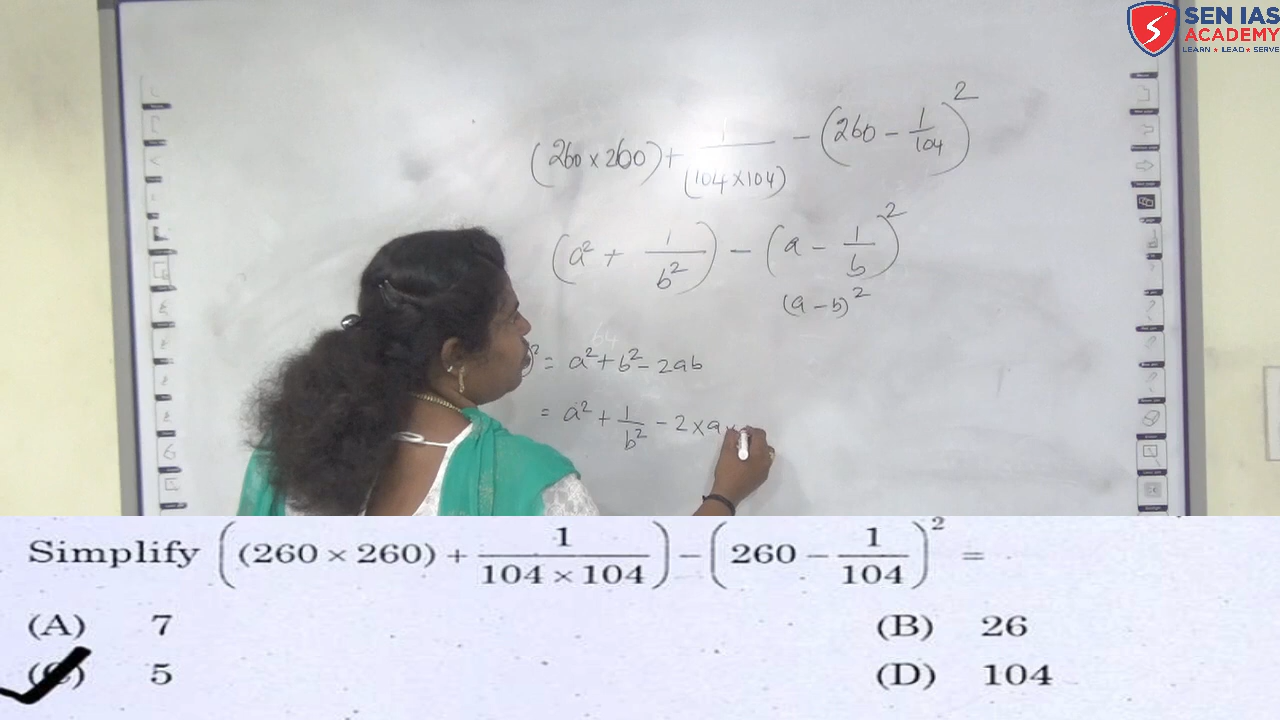 SEN IAS
ACADEMY
LEARN ★ LEAD ★ SERVE
(260 × 260) + 1/(104 × 104) − (260 − 1/104)²
(a² + 1/b²) − (a − 1/b)²
(a − b)²
)² = a² + b² − 2ab
= a² + 1/b² − 2 × a ×
Simplify ((260 × 260) + 1/(104 × 104)) − (260 − 1/104)² =
(A) 7
(B) 26
(C) 5
(D) 104